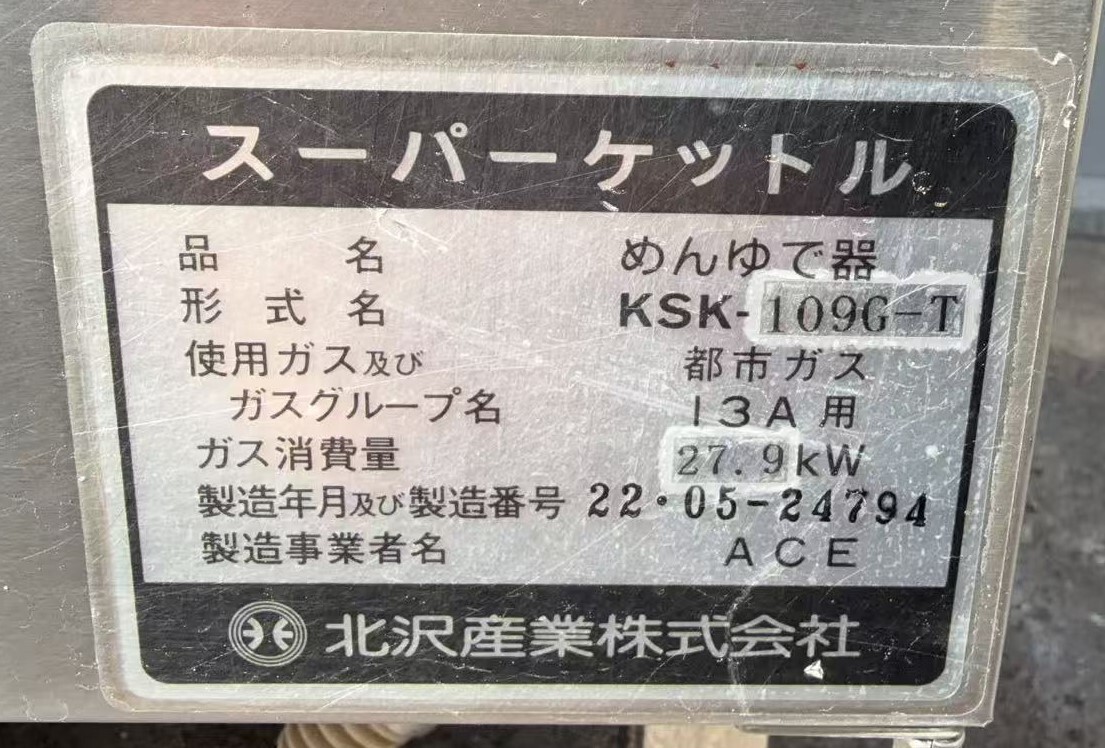 スーパーケットル
品名 めんゆで器
形式名 KSK-109G-T
使用ガス及び 都市ガス
ガスグループ名 13A用
ガス消費量 27.9kW
製造年月及び製造番号 22・05-24794
製造事業者名 ACE
北沢産業株式会社